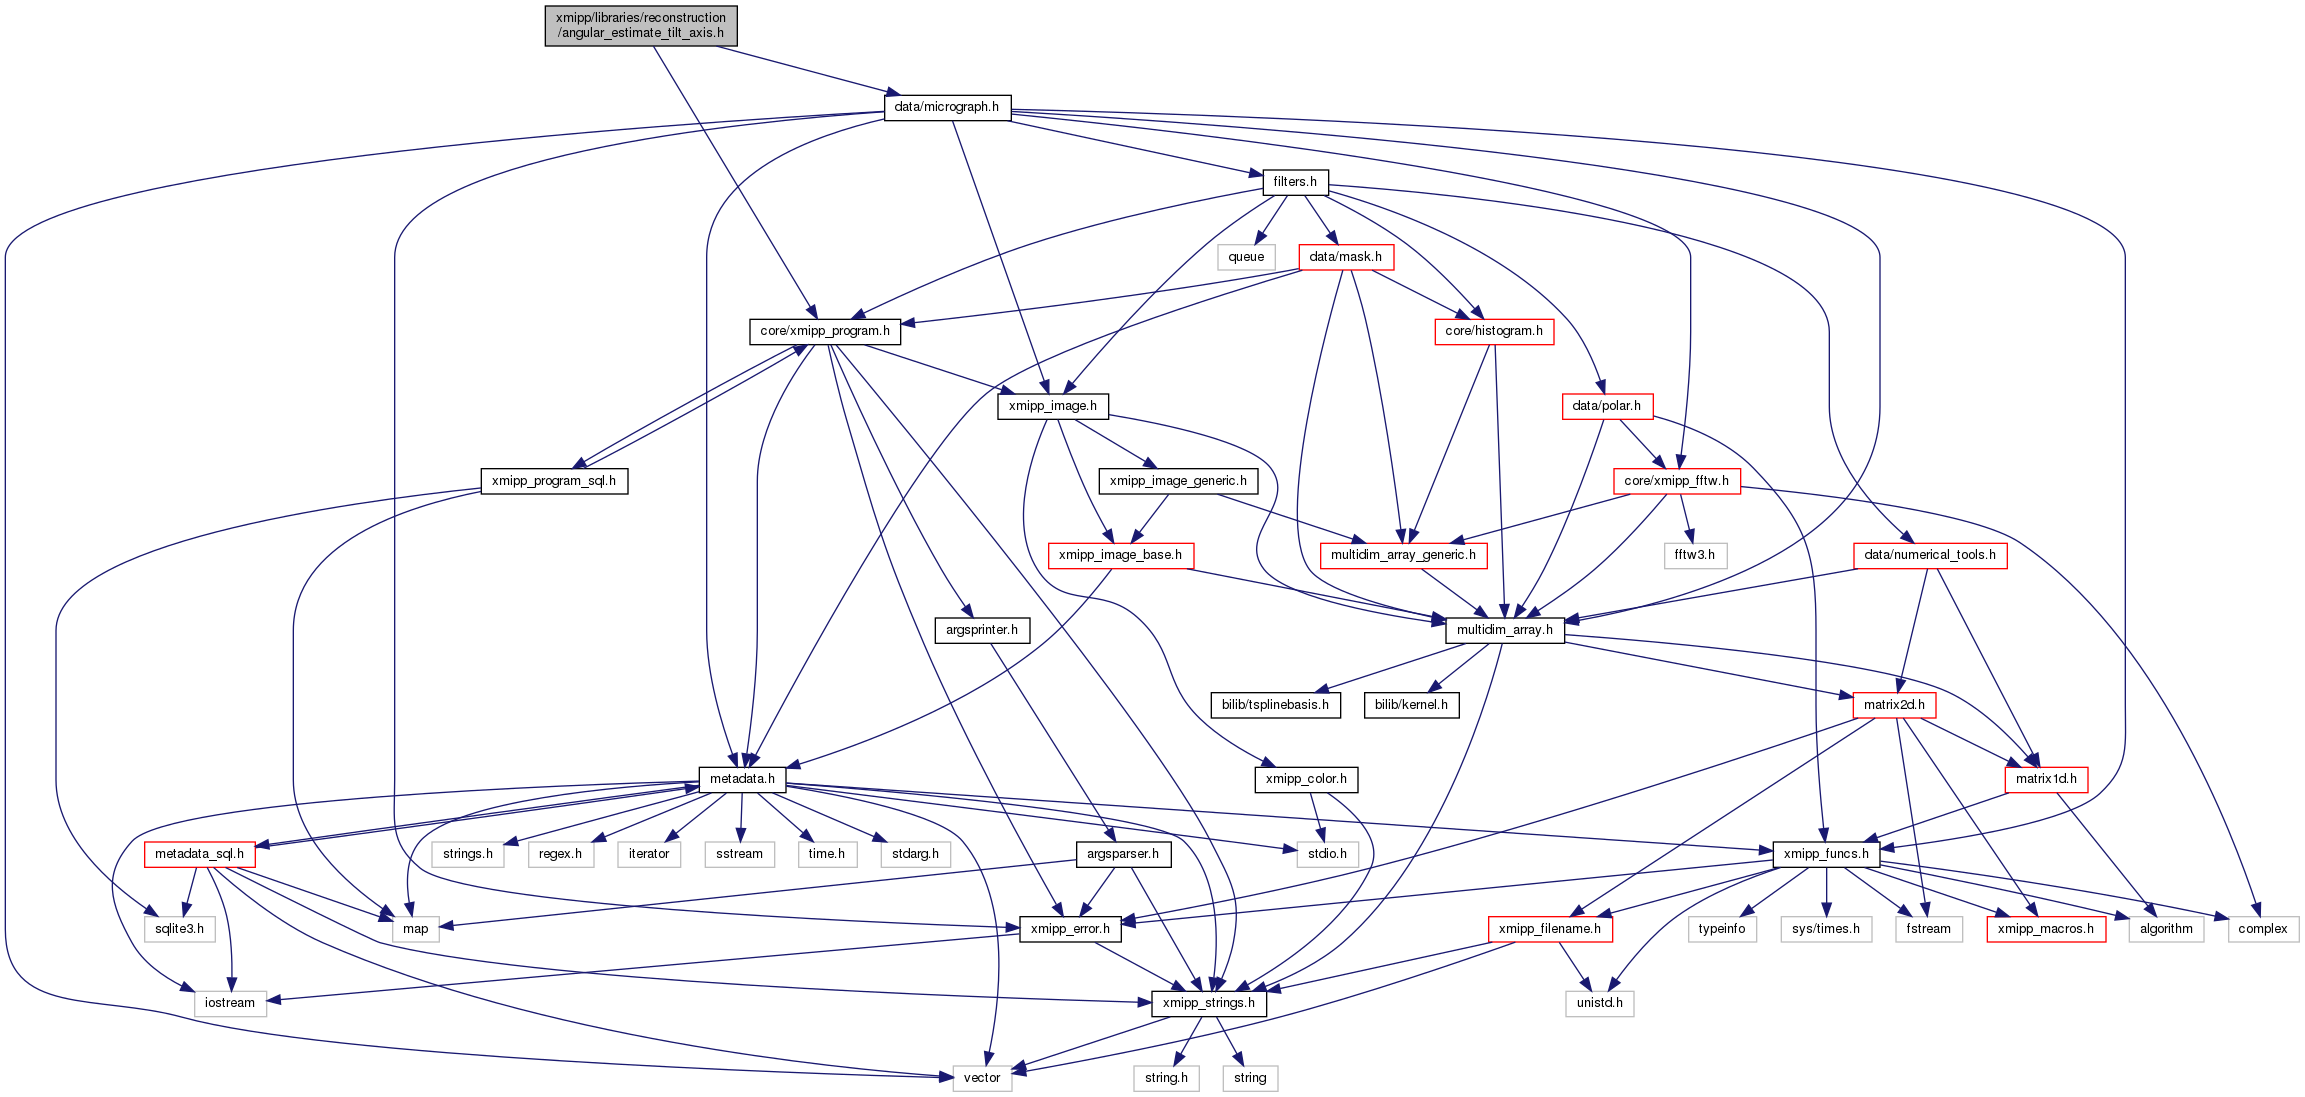 xmipp/libraries/reconstruction
/angular_estimate_tilt_axis.h
data/micrograph.h
filters.h
queue
data/mask.h
core/xmipp_program.h
core/histogram.h
xmipp_image.h
data/polar.h
xmipp_program_sql.h
xmipp_image_generic.h
core/xmipp_fftw.h
xmipp_image_base.h
multidim_array_generic.h
fftw3.h
data/numerical_tools.h
argsprinter.h
multidim_array.h
bilib/tsplinebasis.h
bilib/kernel.h
matrix2d.h
metadata.h
xmipp_color.h
matrix1d.h
metadata_sql.h
strings.h
regex.h
iterator
sstream
time.h
stdarg.h
argsparser.h
stdio.h
xmipp_funcs.h
sqlite3.h
map
xmipp_error.h
xmipp_filename.h
typeinfo
sys/times.h
fstream
xmipp_macros.h
algorithm
complex
iostream
xmipp_strings.h
unistd.h
vector
string.h
string